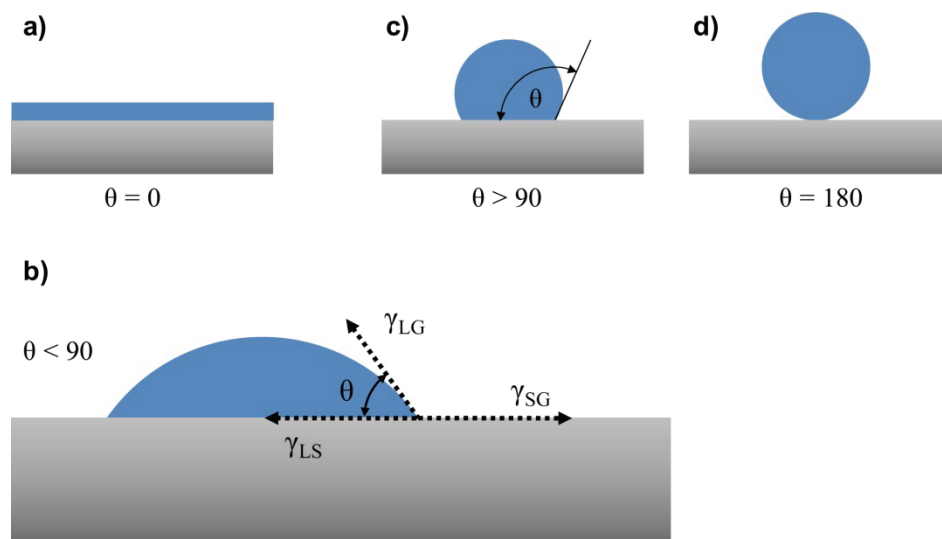 a)
c)
d)
θ
θ = 0
θ > 90
θ = 180
b)
γLG
θ < 90
θ
γSG
γLS